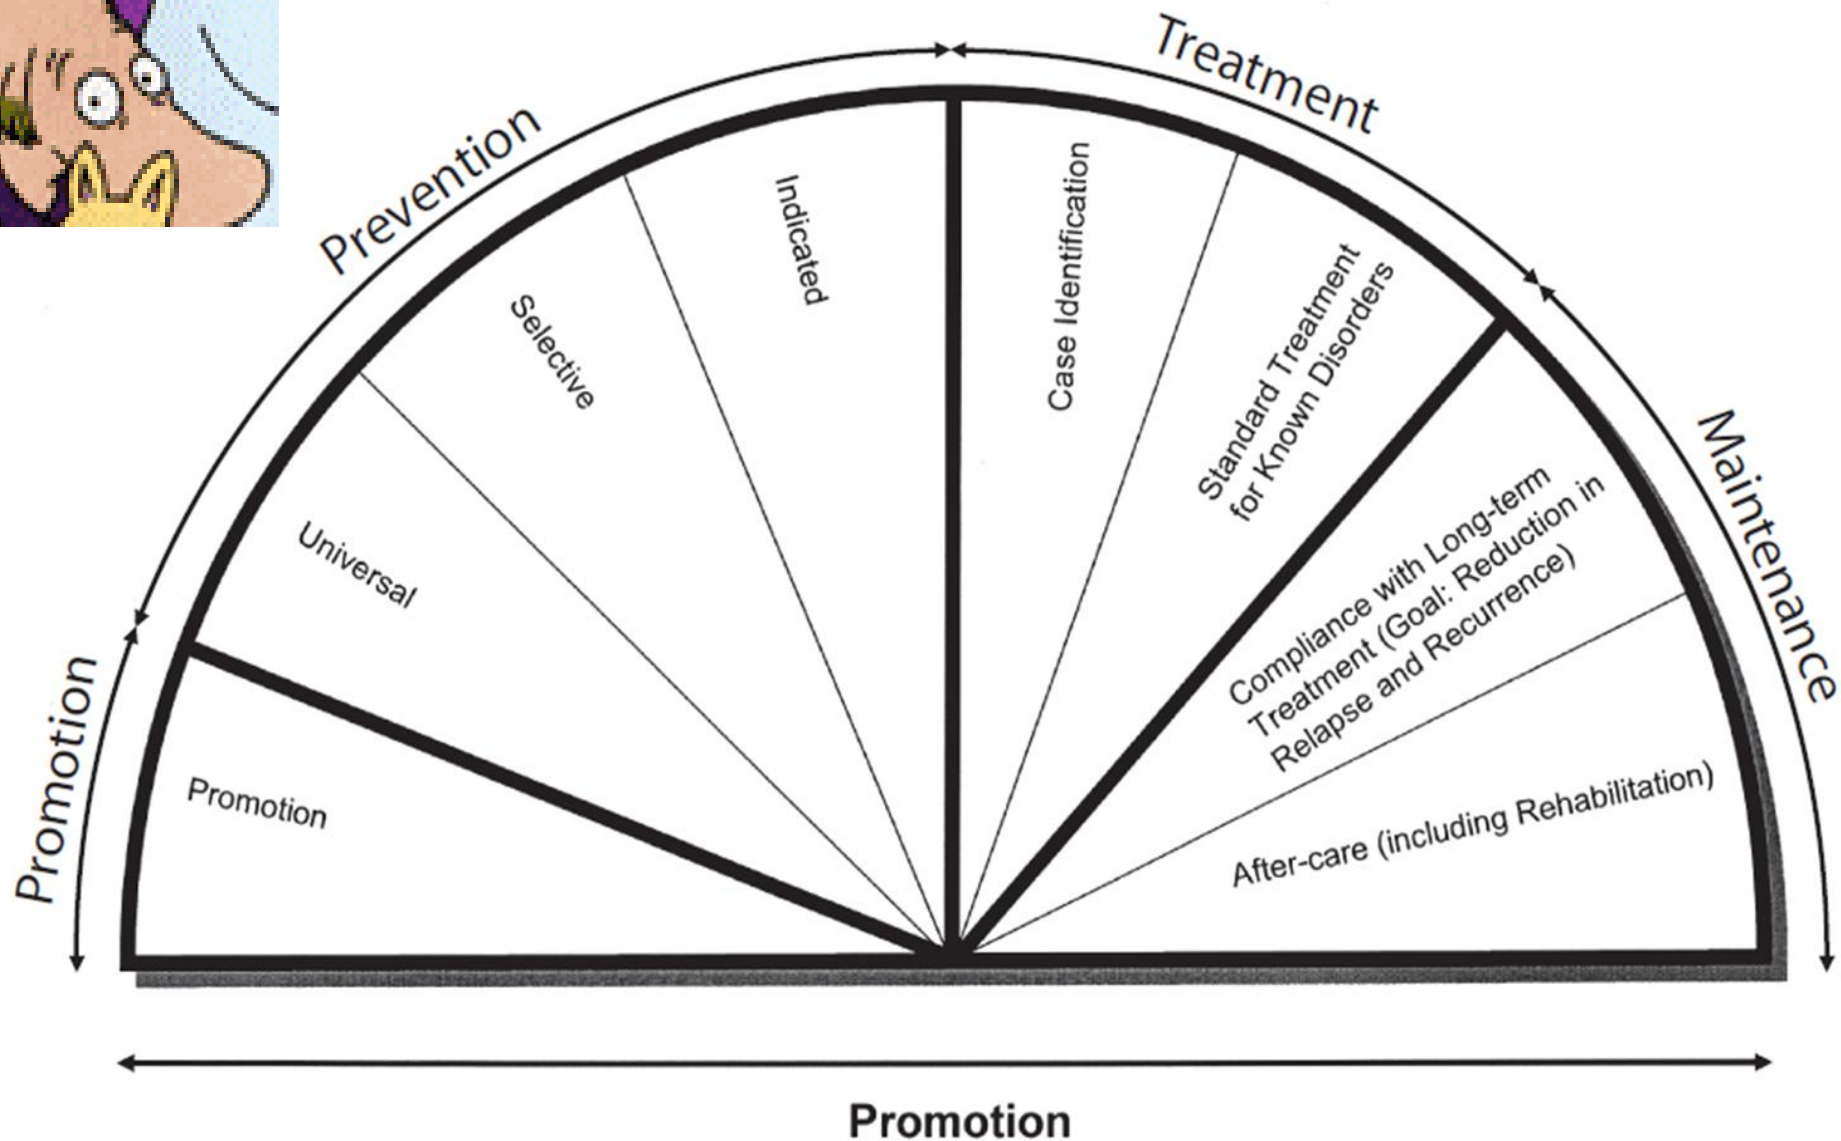 Treatment
Prevention
Indicated
Case Identification
Selective
Standard Treatment
for Known Disorders
Universal
Compliance with Long-term
Treatment (Goal: Reduction in
Relapse and Recurrence)
Maintenance
Promotion
Promotion
After-care (including Rehabilitation)
Promotion